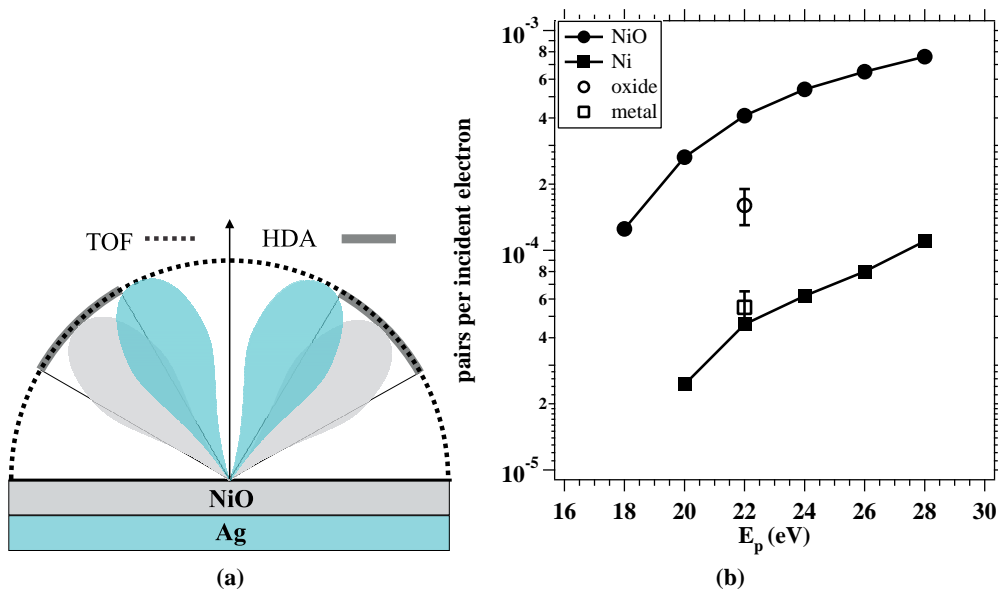 TOF
HDA
NiO
Ag
(a)
NiO
Ni
oxide
metal
pairs per incident electron
10-3
8
6
4
2
10-4
8
6
4
2
10-5
16 18 20 22 24 26 28 30
Ep (eV)
(b)